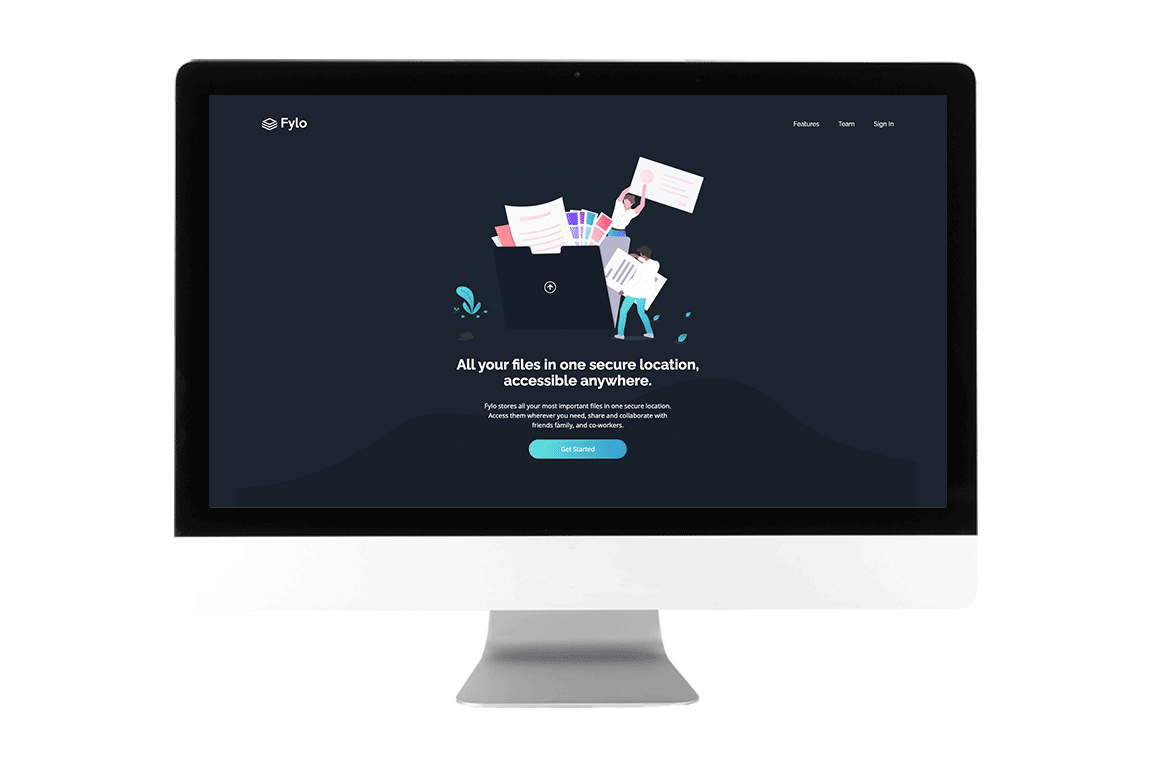 Fylo
Features Team Sign In
All your files in one secure location,
accessible anywhere.
Fylo stores all your most important files in one secure location.
Access them wherever you need, share and collaborate with
friends family, and co-workers.
Get Started